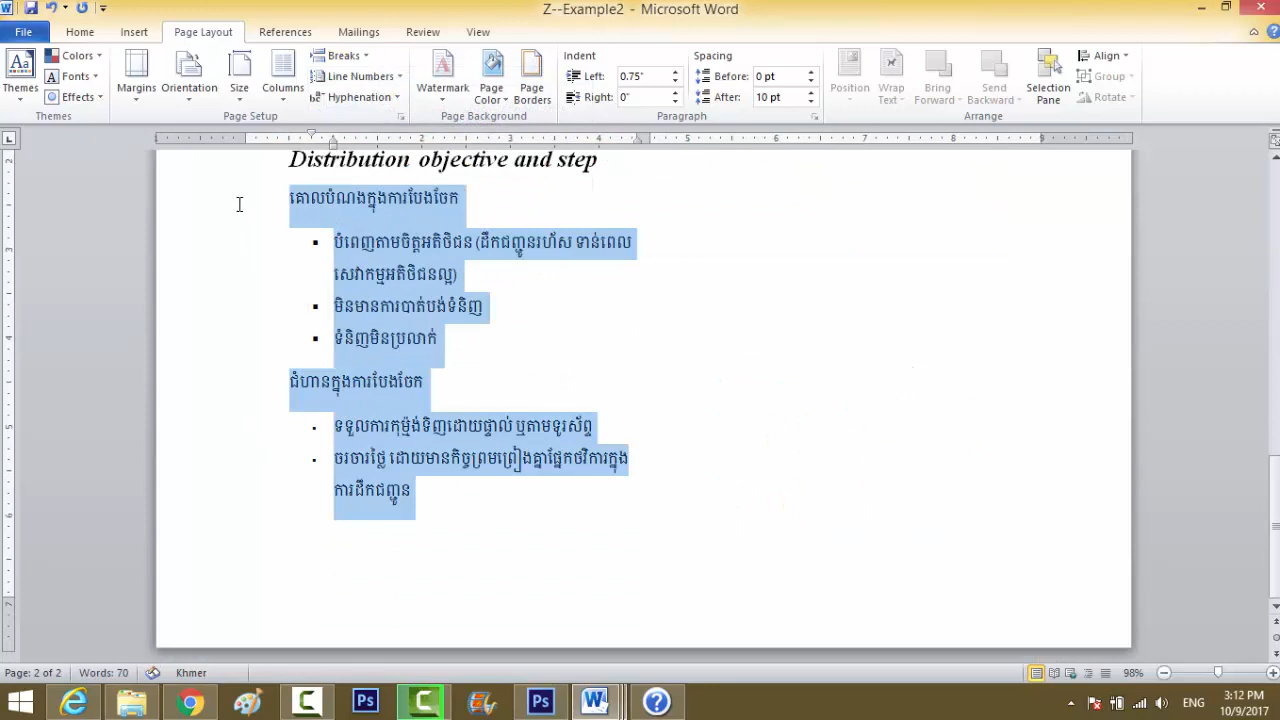 Z--Example2 - Microsoft Word
File Home Insert Page Layout References Mailings Review View
Themes Colors Fonts Effects Themes
Margins Orientation Size Columns Breaks Line Numbers Hyphenation Page Setup
Watermark Page Color Page Borders Page Background
Indent Left: 0.75" Right: 0" Spacing Before: 0 pt After: 10 pt Paragraph
Position Wrap Text Bring Forward Send Backward Selection Pane Align Group Rotate Arrange
Distribution objective and step
គោលបំណងក្នុងការបែងចែក
▪ បំពេញតាមចិត្តអតិថិជន (ដឹកជញ្ជូនរហ័ស ទាន់ពេល
សេវាកម្មអតិថិជនល្អ)
▪ មិនមានការបាត់បង់ទំនិញ
▪ ទំនិញមិនប្រលាក់
ជំហានក្នុងការបែងចែក
▪ ទទួលការកុម្ម៉ង់ទិញដោយផ្ទាល់ ឬតាមទូរស័ព្ទ
▪ ចរចារថ្លៃ ដោយមានកិច្ចព្រមព្រៀងគ្នាផ្នែកថវិការក្នុង
ការដឹកជញ្ជូន
Page: 2 of 2 Words: 70 Khmer 98%
ENG 3:12 PM
10/9/2017